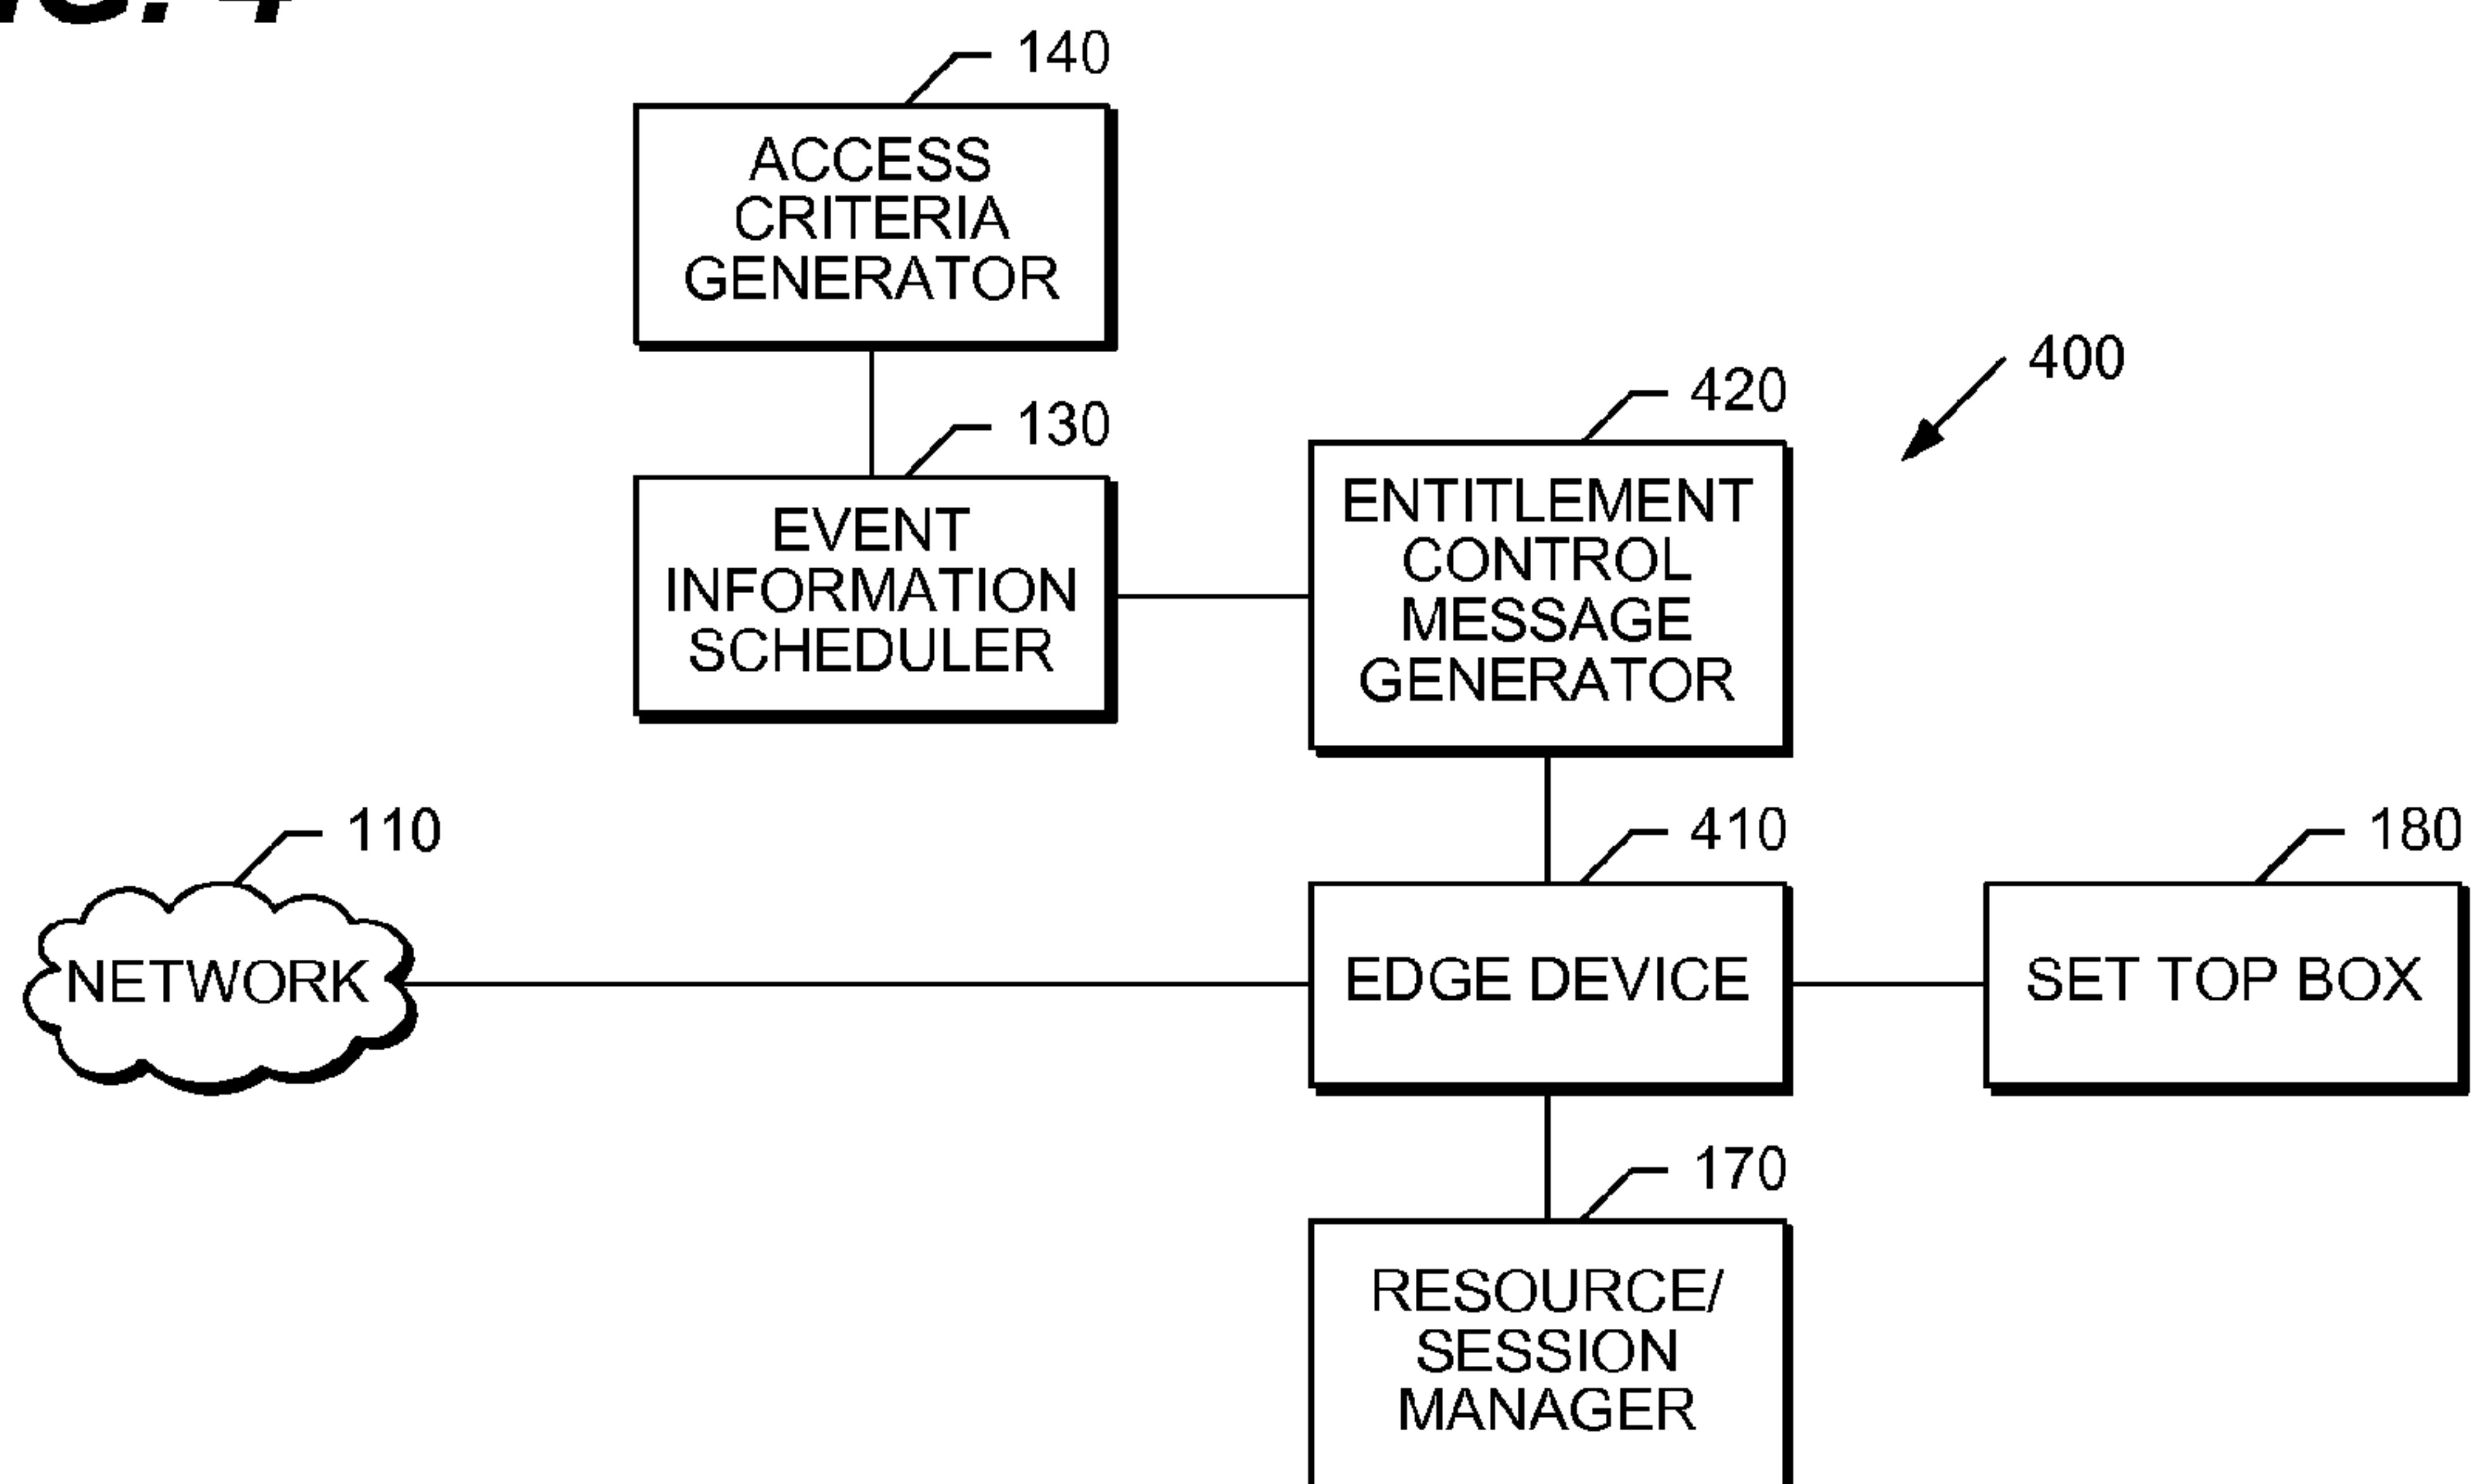 140
ACCESS
CRITERIA
GENERATOR
400
420
130
ENTITLEMENT
CONTROL
MESSAGE
GENERATOR
EVENT
INFORMATION
SCHEDULER
110
410
180
NETWORK
EDGE DEVICE
SET TOP BOX
170
RESOURCE/
SESSION
MANAGER